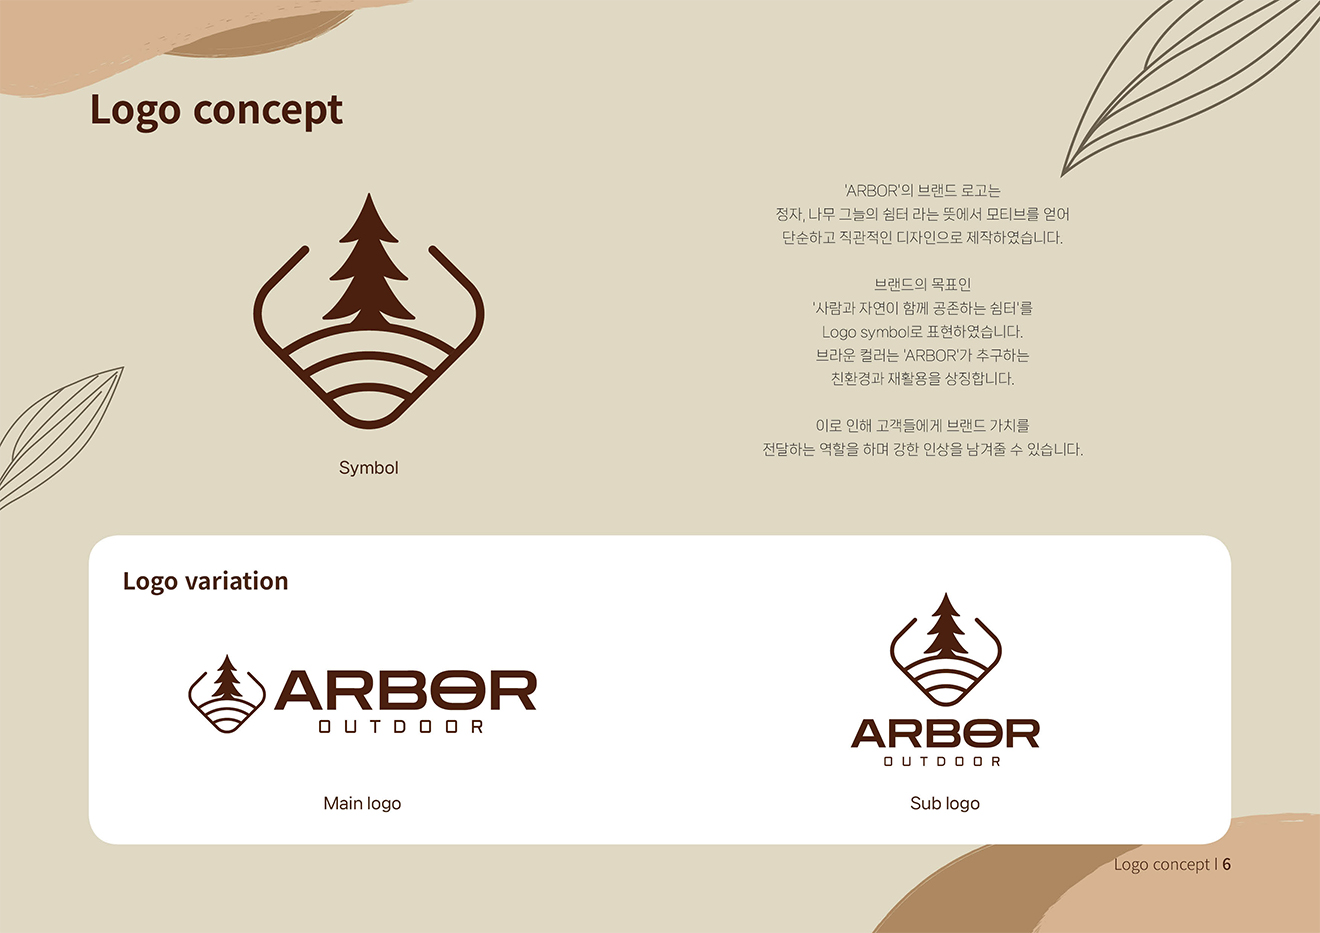 Logo concept
'ARBOR'의 브랜드 로고는
정자, 나무 그늘의 쉼터 라는 뜻에서 모티브를 얻어
단순하고 직관적인 디자인으로 제작하였습니다.
브랜드의 목표인
'사람과 자연이 함께 공존하는 쉼터'를
Logo symbol로 표현하였습니다.
브라운 컬러는 'ARBOR'가 추구하는
친환경과 재활용을 상징합니다.
이로 인해 고객들에게 브랜드 가치를
전달하는 역할을 하며 강한 인상을 남겨줄 수 있습니다.
Symbol
Logo variation
ARBOR
OUTDOOR
Main logo
ARBOR
OUTDOOR
Sub logo
Logo concept | 6